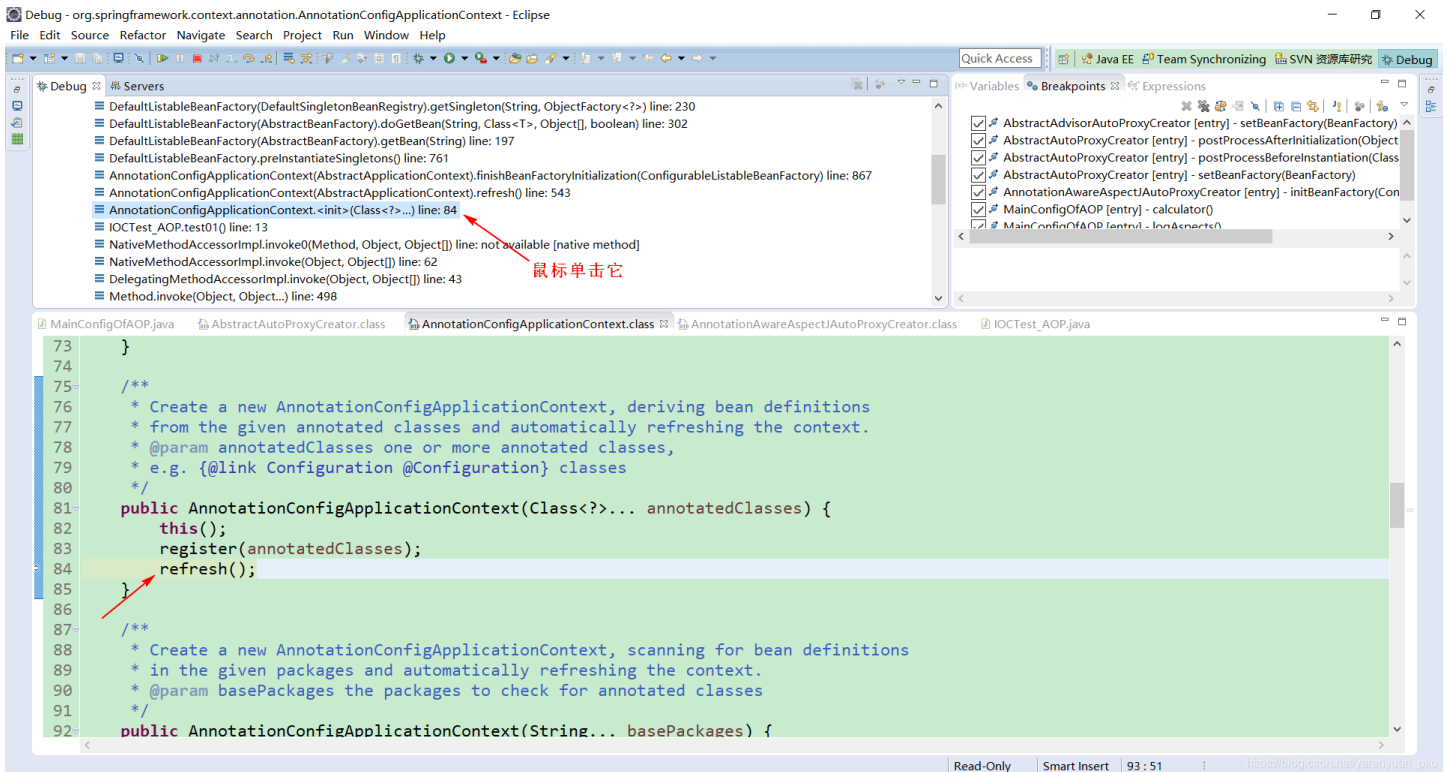 Debug - org.springframework.context.annotation.AnnotationConfigApplicationContext - Eclipse
File Edit Source Refactor Navigate Search Project Run Window Help
Quick Access Java EE Team Synchronizing SVN 资源库研究 Debug
Debug Servers
DefaultListableBeanFactory(DefaultSingletonBeanRegistry).getSingleton(String, ObjectFactory<?>) line: 230
DefaultListableBeanFactory(AbstractBeanFactory).doGetBean(String, Class<T>, Object[], boolean) line: 302
DefaultListableBeanFactory(AbstractBeanFactory).getBean(String) line: 197
DefaultListableBeanFactory.preInstantiateSingletons() line: 761
AnnotationConfigApplicationContext(AbstractApplicationContext).finishBeanFactoryInitialization(ConfigurableListableBeanFactory) line: 867
AnnotationConfigApplicationContext(AbstractApplicationContext).refresh() line: 543
AnnotationConfigApplicationContext.<init>(Class<?>...) line: 84
IOCTest_AOP.test01() line: 13
NativeMethodAccessorImpl.invoke0(Method, Object, Object[]) line: not available [native method]
NativeMethodAccessorImpl.invoke(Object, Object[]) line: 62
DelegatingMethodAccessorImpl.invoke(Object, Object[]) line: 43
Method.invoke(Object, Object...) line: 498
鼠标单击它
Variables Breakpoints Expressions
AbstractAdvisorAutoProxyCreator [entry] - setBeanFactory(BeanFactory)
AbstractAutoProxyCreator [entry] - postProcessAfterInitialization(Object
AbstractAutoProxyCreator [entry] - postProcessBeforeInstantiation(Class
AbstractAutoProxyCreator [entry] - setBeanFactory(BeanFactory)
AnnotationAwareAspectJAutoProxyCreator [entry] - initBeanFactory(Con
MainConfigOfAOP [entry] - calculator()
MainConfigOfAOP [entry] - logAspects()
MainConfigOfAOP.java AbstractAutoProxyCreator.class AnnotationConfigApplicationContext.class AnnotationAwareAspectJAutoProxyCreator.class IOCTest_AOP.java
73 }
74
75 /**
76 * Create a new AnnotationConfigApplicationContext, deriving bean definitions
77 * from the given annotated classes and automatically refreshing the context.
78 * @param annotatedClasses one or more annotated classes,
79 * e.g. {@link Configuration @Configuration} classes
80 */
81 public AnnotationConfigApplicationContext(Class<?>... annotatedClasses) {
82 this();
83 register(annotatedClasses);
84 refresh();
85 }
86
87 /**
88 * Create a new AnnotationConfigApplicationContext, scanning for bean definitions
89 * in the given packages and automatically refreshing the context.
90 * @param basePackages the packages to check for annotated classes
91 */
92 public AnnotationConfigApplicationContext(String... basePackages) {
Read-Only Smart Insert 93 : 51
https://blog.csdn.net/yerenyuan_pku